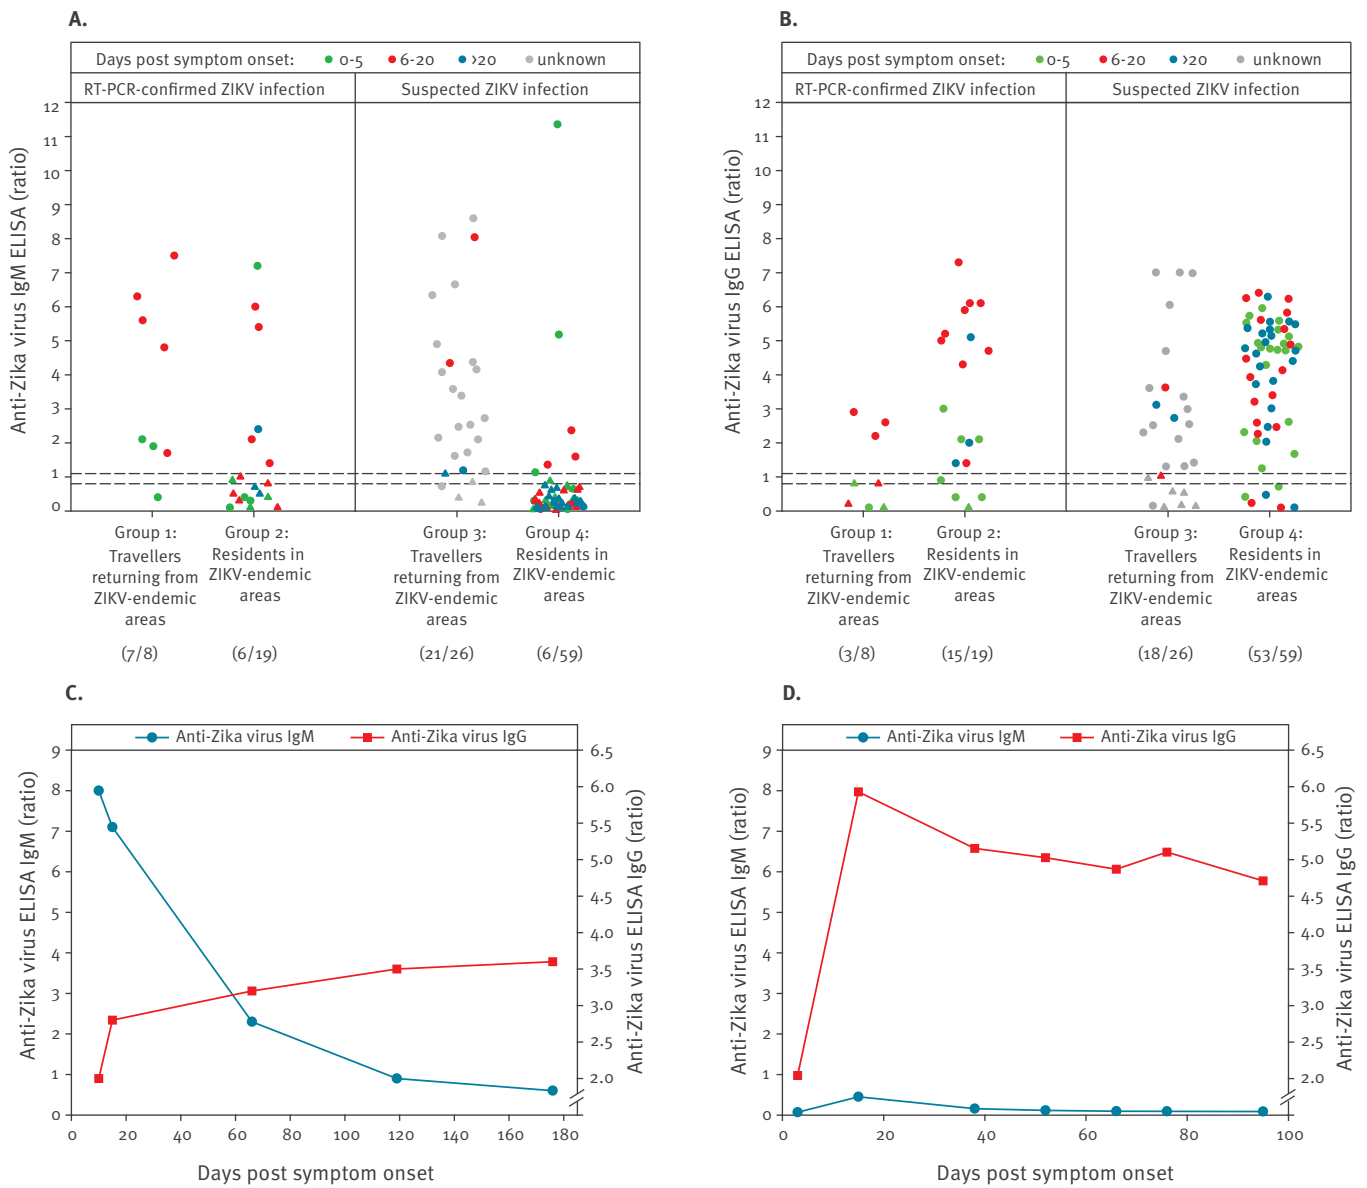 A.
Days post symptom onset: 0-5 6-20 >20 unknown
RT-PCR-confirmed ZIKV infection Suspected ZIKV infection
Anti-Zika virus IgM ELISA (ratio)
12
11
10
9
8
7
6
5
4
3
2
1
0
Group 1:
Travellers
returning from
ZIKV-endemic
areas
(7/8)
Group 2:
Residents in
ZIKV-endemic
areas
(6/19)
Group 3:
Travellers
returning from
ZIKV-endemic
areas
(21/26)
Group 4:
Residents in
ZIKV-endemic
areas
(6/59)
B.
Days post symptom onset: 0-5 6-20 >20 unknown
RT-PCR-confirmed ZIKV infection Suspected ZIKV infection
Anti-Zika virus IgG ELISA (ratio)
12
11
10
9
8
7
6
5
4
3
2
1
0
Group 1:
Travellers
returning from
ZIKV-endemic
areas
(3/8)
Group 2:
Residents in
ZIKV-endemic
areas
(15/19)
Group 3:
Travellers
returning from
ZIKV-endemic
areas
(18/26)
Group 4:
Residents in
ZIKV-endemic
areas
(53/59)
C.
Anti-Zika virus IgM Anti-Zika virus IgG
Anti-Zika virus ELISA IgM (ratio)
9
8
7
6
5
4
3
2
1
0
6.5
6.0
5.5
5.0
4.5
4.0
3.5
3.0
2.5
2.0
Anti-Zika virus ELISA IgG (ratio)
0 20 40 60 80 100 120 140 160 180
Days post symptom onset
D.
Anti-Zika virus IgM Anti-Zika virus IgG
Anti-Zika virus ELISA IgM (ratio)
9
8
7
6
5
4
3
2
1
0
6.5
6.0
5.5
5.0
4.5
4.0
3.5
3.0
2.5
2.0
Anti-Zika virus ELISA IgG (ratio)
0 20 40 60 80 100
Days post symptom onset